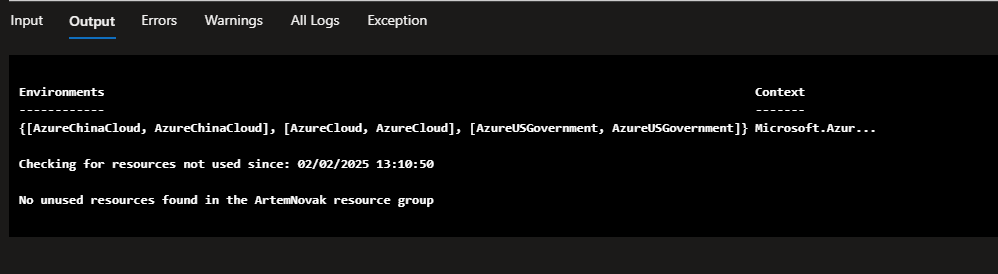 Input Output Errors Warnings All Logs Exception
Environments Context
------------ -------
{[AzureChinaCloud, AzureChinaCloud], [AzureCloud, AzureCloud], [AzureUSGovernment, AzureUSGovernment]} Microsoft.Azur...
Checking for resources not used since: 02/02/2025 13:10:50
No unused resources found in the ArtemNovak resource group